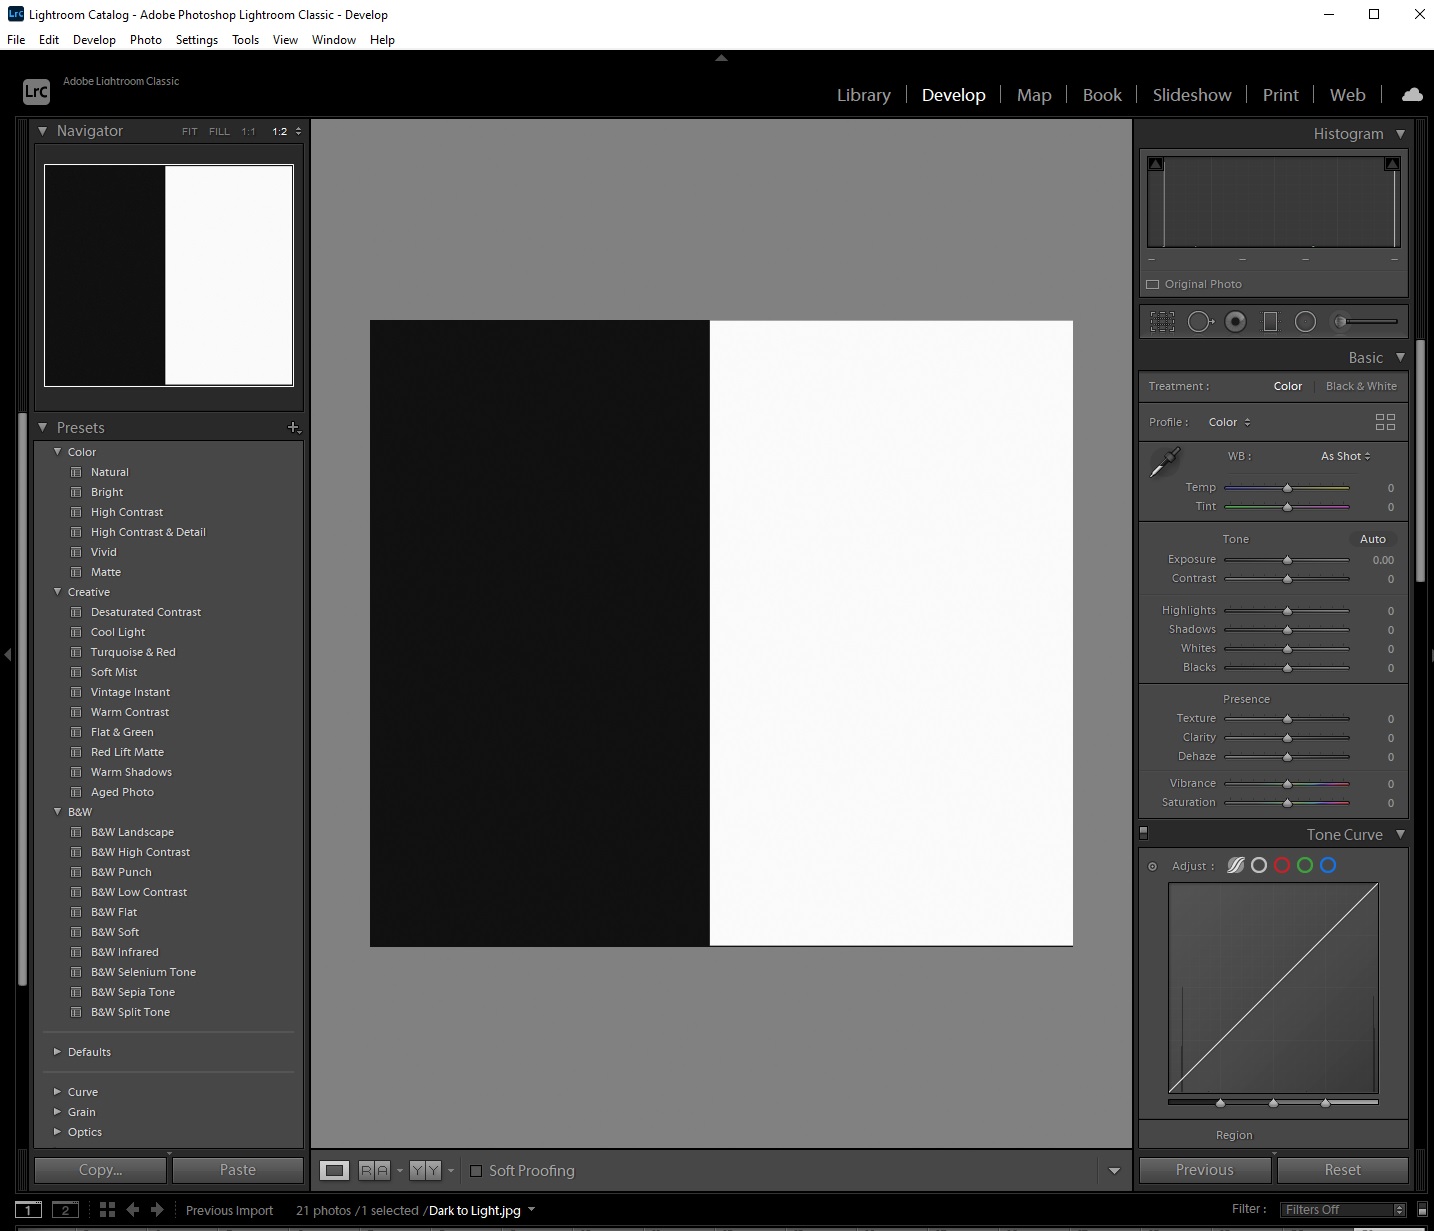 LrC Lightroom Catalog - Adobe Photoshop Lightroom Classic - Develop
File Edit Develop Photo Settings Tools View Window Help
LrC Adobe Lightroom Classic
Library | Develop | Map | Book | Slideshow | Print | Web |
Navigator FIT FILL 1:1 1:2
Presets
Color
Natural
Bright
High Contrast
High Contrast & Detail
Vivid
Matte
Creative
Desaturated Contrast
Cool Light
Turquoise & Red
Soft Mist
Vintage Instant
Warm Contrast
Flat & Green
Red Lift Matte
Warm Shadows
Aged Photo
B&W
B&W Landscape
B&W High Contrast
B&W Punch
B&W Low Contrast
B&W Flat
B&W Soft
B&W Infrared
B&W Selenium Tone
B&W Sepia Tone
B&W Split Tone
Defaults
Curve
Grain
Optics
Copy... Paste
R A Y Y Soft Proofing
Histogram
Original Photo
Basic
Treatment : Color Black & White
Profile : Color
WB : As Shot
Temp 0
Tint 0
Tone Auto
Exposure 0.00
Contrast 0
Highlights 0
Shadows 0
Whites 0
Blacks 0
Presence
Texture 0
Clarity 0
Dehaze 0
Vibrance 0
Saturation 0
Tone Curve
Adjust :
Region
Previous Reset
1 2 Previous Import 21 photos / 1 selected / Dark to Light.jpg Filter : Filters Off